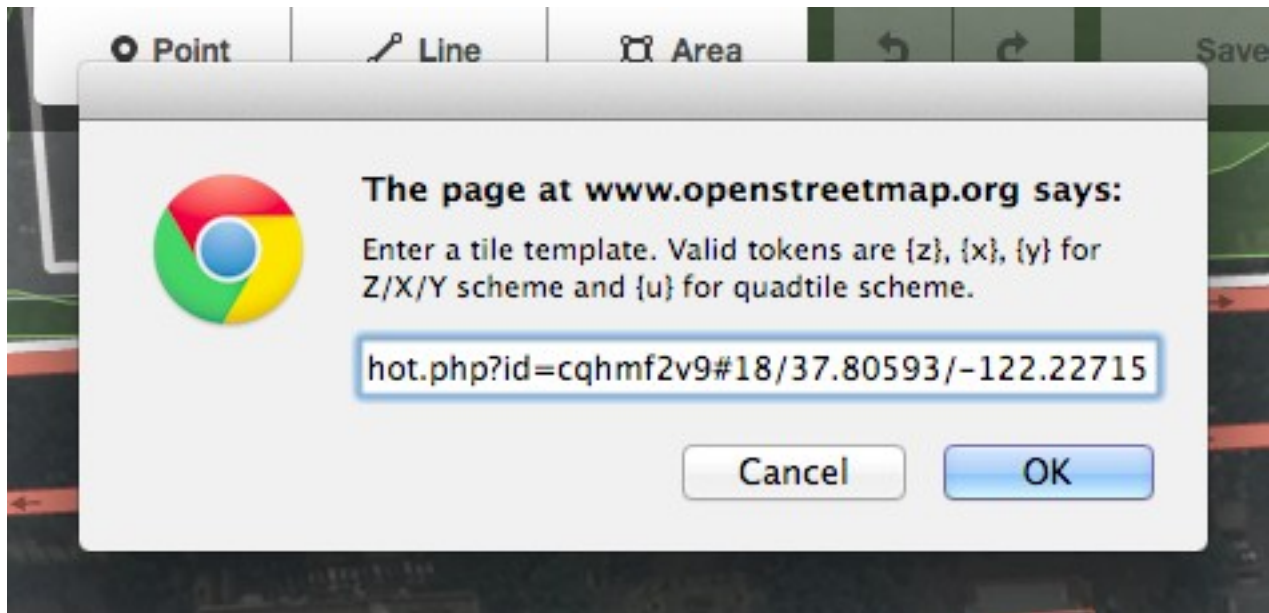 Point Line Area Save
The page at www.openstreetmap.org says:
Enter a tile template. Valid tokens are {z}, {x}, {y} for
Z/X/Y scheme and {u} for quadtile scheme.
hot.php?id=cqhmf2v9#18/37.80593/-122.22715
Cancel OK